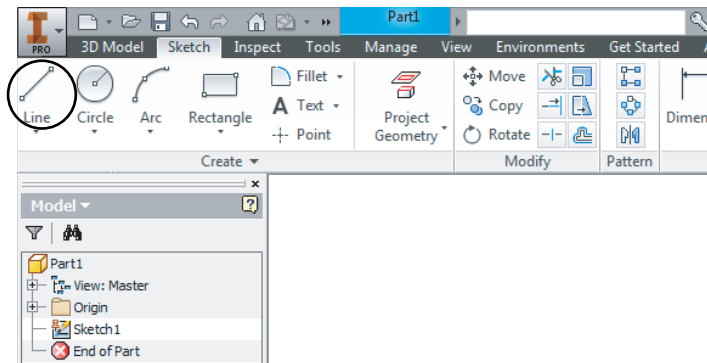 Part1
PRO
3D Model Sketch Inspect Tools Manage View Environments Get Started
Line Circle Arc Rectangle
Fillet
A Text
Point
Project Geometry
Move
Copy
Rotate
Create Modify Pattern
Model
Part1
View: Master
Origin
Sketch1
End of Part